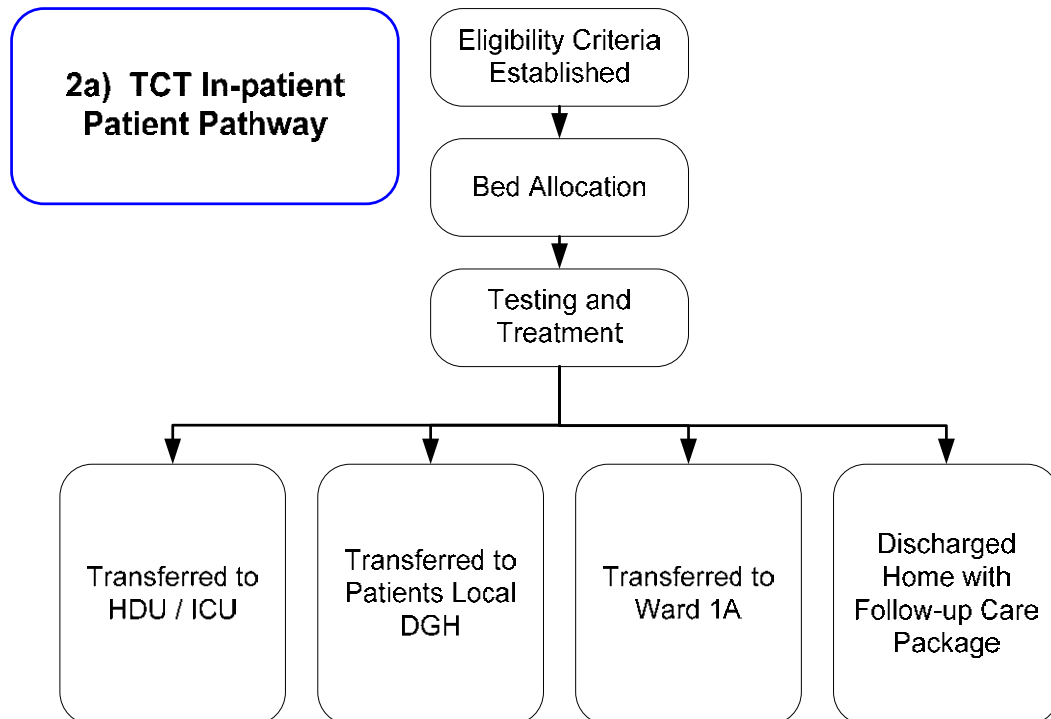 2a) TCT In-patient
Patient Pathway
Eligibility Criteria
Established
Bed Allocation
Testing and
Treatment
Transferred to
HDU / ICU
Transferred to
Patients Local
DGH
Transferred to
Ward 1A
Discharged
Home with
Follow-up Care
Package